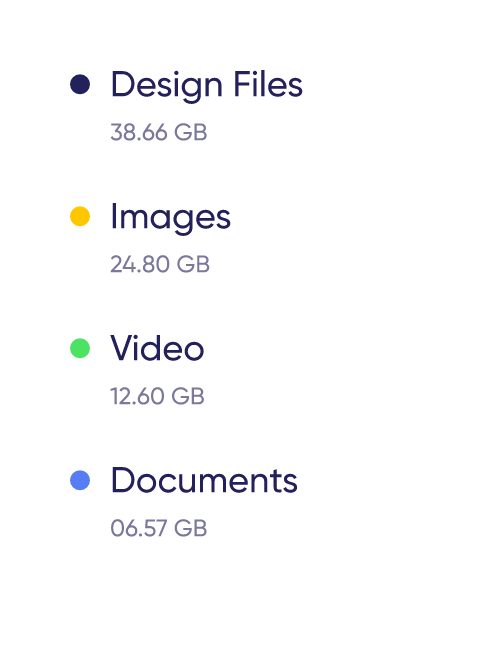 Design Files
38.66 GB
Images
24.80 GB
Video
12.60 GB
Documents
06.57 GB